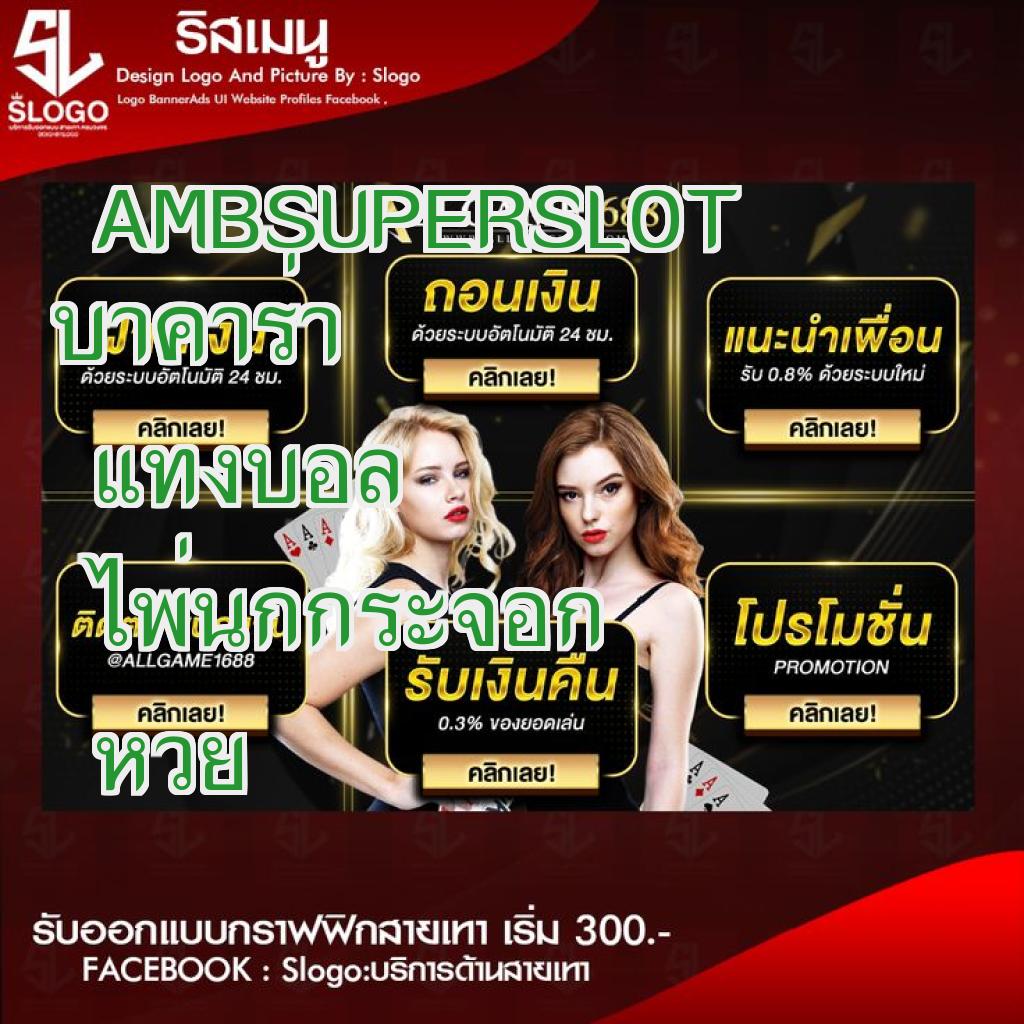 SL
SLOGO
ริสเมนู
Design Logo And Picture By : Slogo
Logo BannerAds UI Website Profiles Facebook .
AMBSUPERSLOT
บาคาร่า
ด้วยระบบอัตโนมัติ 24 ชม.
คลิกเลย!
ถอนเงิน
ด้วยระบบอัตโนมัติ 24 ชม.
คลิกเลย!
แนะนำเพื่อน
รับ 0.8% ด้วยระบบใหม่
คลิกเลย!
แทงบอล
ไพ่นกกระจอก
@ALLGAME1688
คลิกเลย!
หวย
รับเงินคืน
0.3% ของยอดเล่น
คลิกเลย!
โปรโมชั่น
PROMOTION
คลิกเลย!
รับออกแบบกราฟฟิกสายเทา เริ่ม 300.-
FACEBOOK : Slogo:บริการด้านสายเทา